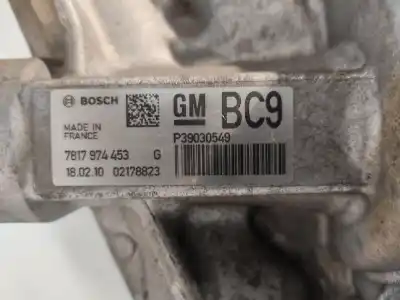 BOSCH
GM BC9
MADE IN
FRANCE
P39030549
7817 974 453 G
18.02.10 02178823